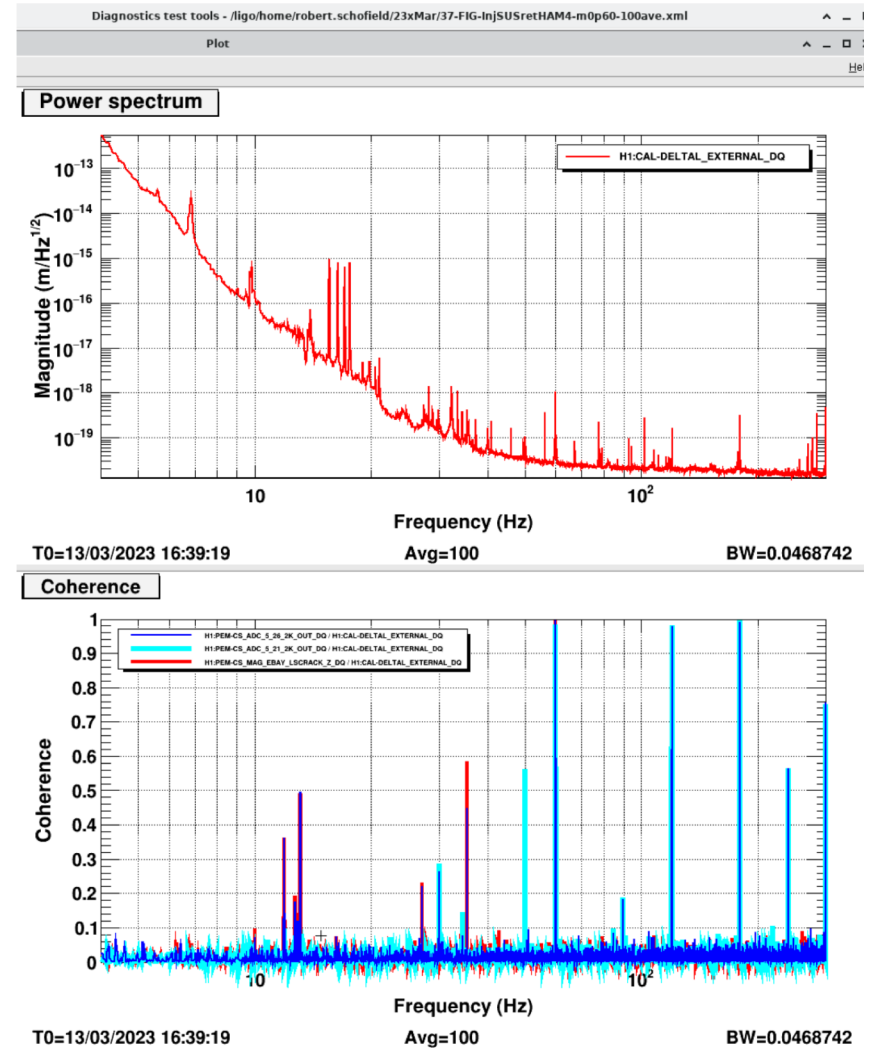 Diagnostics test tools - /ligo/home/robert.schofield/23xMar/37-FIG-InjSUSretHAM4-m0p60-100ave.xml
Plot
Power spectrum
H1:CAL-DELTAL_EXTERNAL_DQ
Magnitude (m/Hz^1/2)
10^−13
10^−14
10^−15
10^−16
10^−17
10^−18
10^−19
10
10^2
Frequency (Hz)
T0=13/03/2023 16:39:19 Avg=100 BW=0.0468742
Coherence
H1:PEM-CS_ADC_5_26_2K_OUT_DQ / H1:CAL-DELTAL_EXTERNAL_DQ
H1:PEM-CS_ADC_5_21_2K_OUT_DQ / H1:CAL-DELTAL_EXTERNAL_DQ
H1:PEM-CS_MAG_EBAY_LSCRACK_Z_DQ / H1:CAL-DELTAL_EXTERNAL_DQ
Coherence
1
0.9
0.8
0.7
0.6
0.5
0.4
0.3
0.2
0.1
0
10
10^2
Frequency (Hz)
T0=13/03/2023 16:39:19 Avg=100 BW=0.0468742